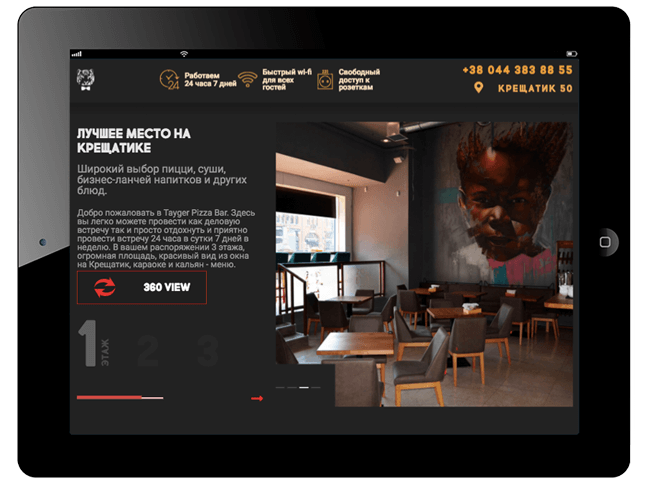 24
Работаем
24 часа 7 дней
Быстрый wi-fi
для всех
гостей
Свободный
доступ к
розеткам
+38 044 383 88 55
КРЕЩАТИК 50
ЛУЧШЕЕ МЕСТО НА
КРЕЩАТИКЕ
Широкий выбор пицци, суши,
бизнес-ланчей напитков и других
блюд.
Добро пожаловать в Tayger Pizza Bar. Здесь
вы легко можете провести как деловую
встречу так и просто отдохнуть и приятно
провести встречу 24 часа в сутки 7 дней в
неделю. В вашем распоряжении 3 этажа,
огромная площадь, красивый вид из окна
на Крещатик, караоке и кальян - меню.
360 VIEW
1 ЭТАЖ 2 3